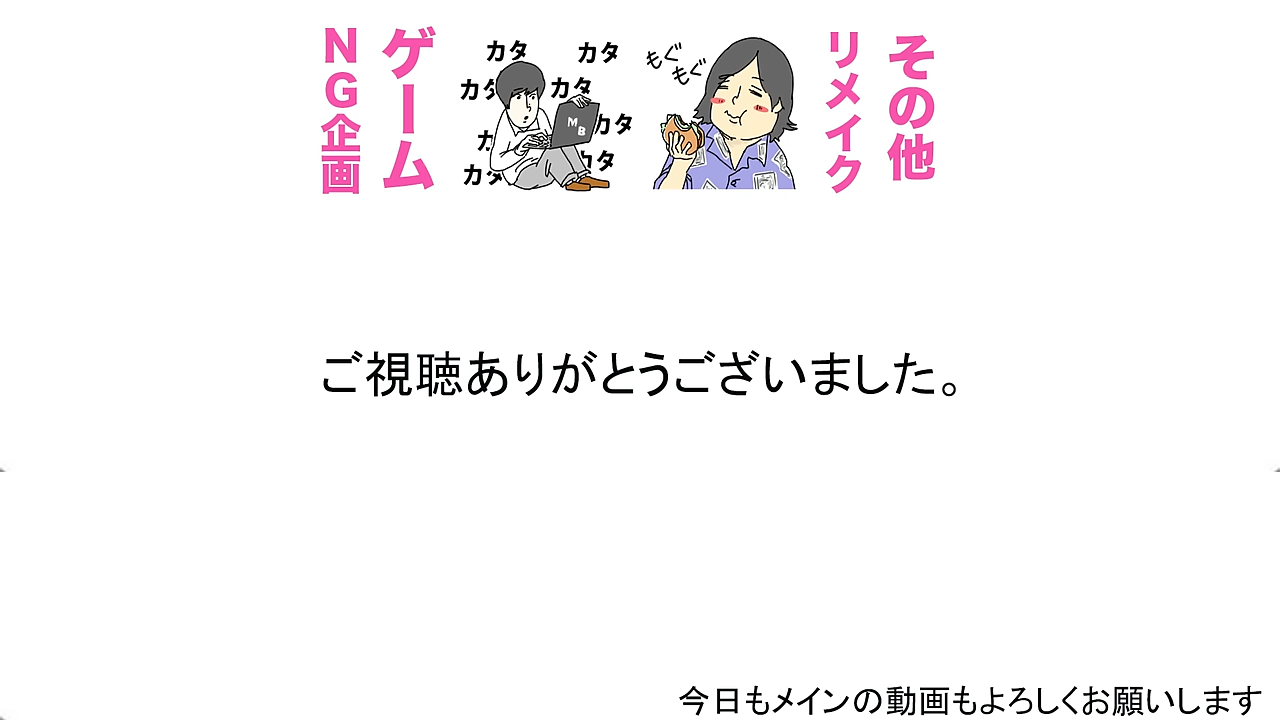 ゲーム
NG企画
カタ
カタ
カタ
カタ
カタ
カタ
カタ
MB
もぐ
もぐ
その他
リメイク
ご視聴ありがとうございました。
今日もメインの動画もよろしくお願いします